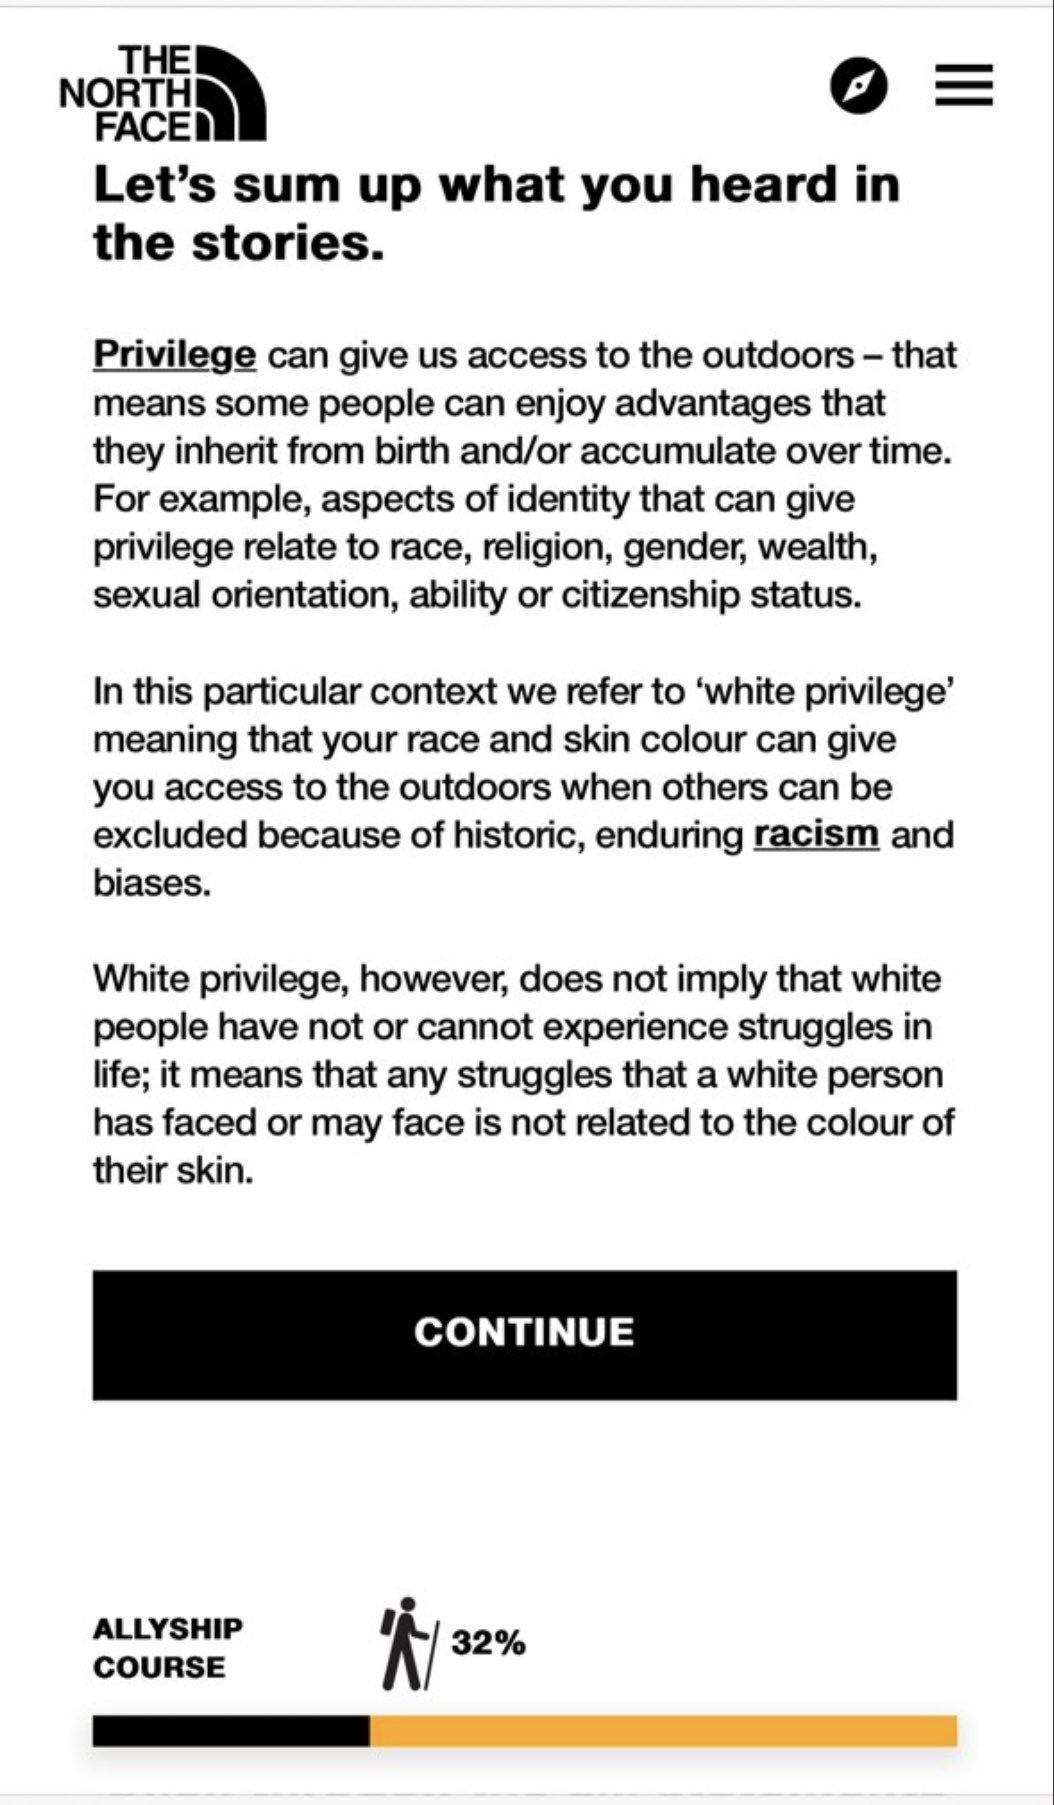 THE
NORTH
FACE
Let's sum up what you heard in
the stories.
Privilege can give us access to the outdoors – that
means some people can enjoy advantages that
they inherit from birth and/or accumulate over time.
For example, aspects of identity that can give
privilege relate to race, religion, gender, wealth,
sexual orientation, ability or citizenship status.
In this particular context we refer to ‘white privilege’
meaning that your race and skin colour can give
you access to the outdoors when others can be
excluded because of historic, enduring racism and
biases.
White privilege, however, does not imply that white
people have not or cannot experience struggles in
life; it means that any struggles that a white person
has faced or may face is not related to the colour of
their skin.
CONTINUE
ALLYSHIP
COURSE
32%